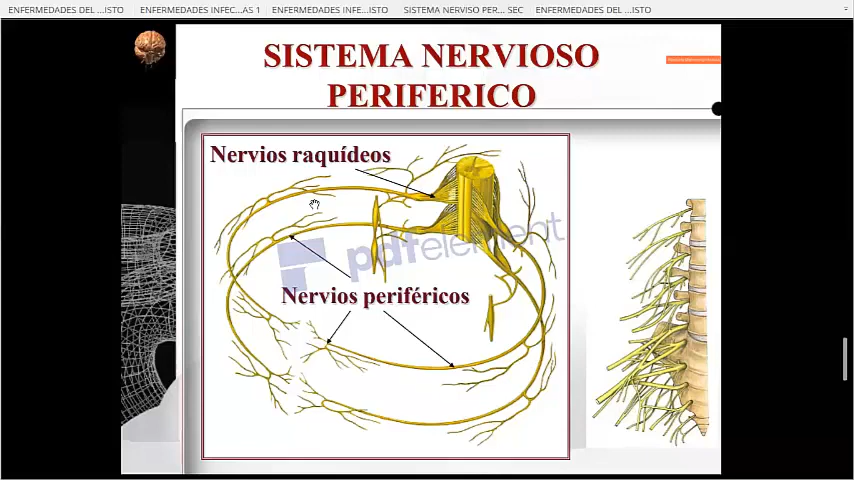 ENFERMEDADES DEL ...ISTO
ENFERMEDADES INFEC...AS 1
ENFERMEDADES INFE...ISTO
SISTEMA NERVISO PER... SEC
ENFERMEDADES DEL ...ISTO
SISTEMA NERVIOSO
PERIFERICO
Nervios raquídeos
pdfelement
Nervios periféricos